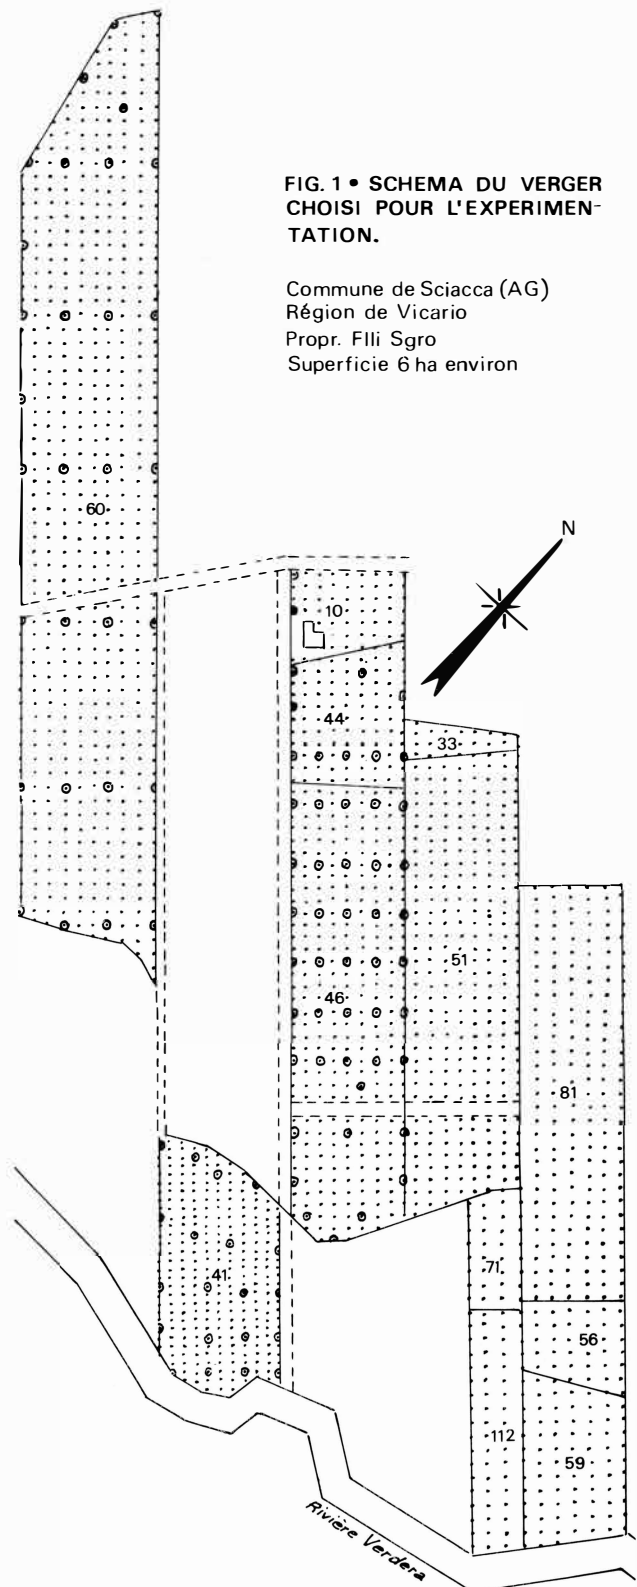 FIG. 1 • SCHEMA DU VERGER
CHOISI POUR L'EXPERIMEN-
TATION.
Commune de Sciacca (AG)
Région de Vicario
Propr. Flli Sgro
Superficie 6 ha environ
60
N
10
44
33
51
46
81
41
71
56
112
59
Rivière Verdera